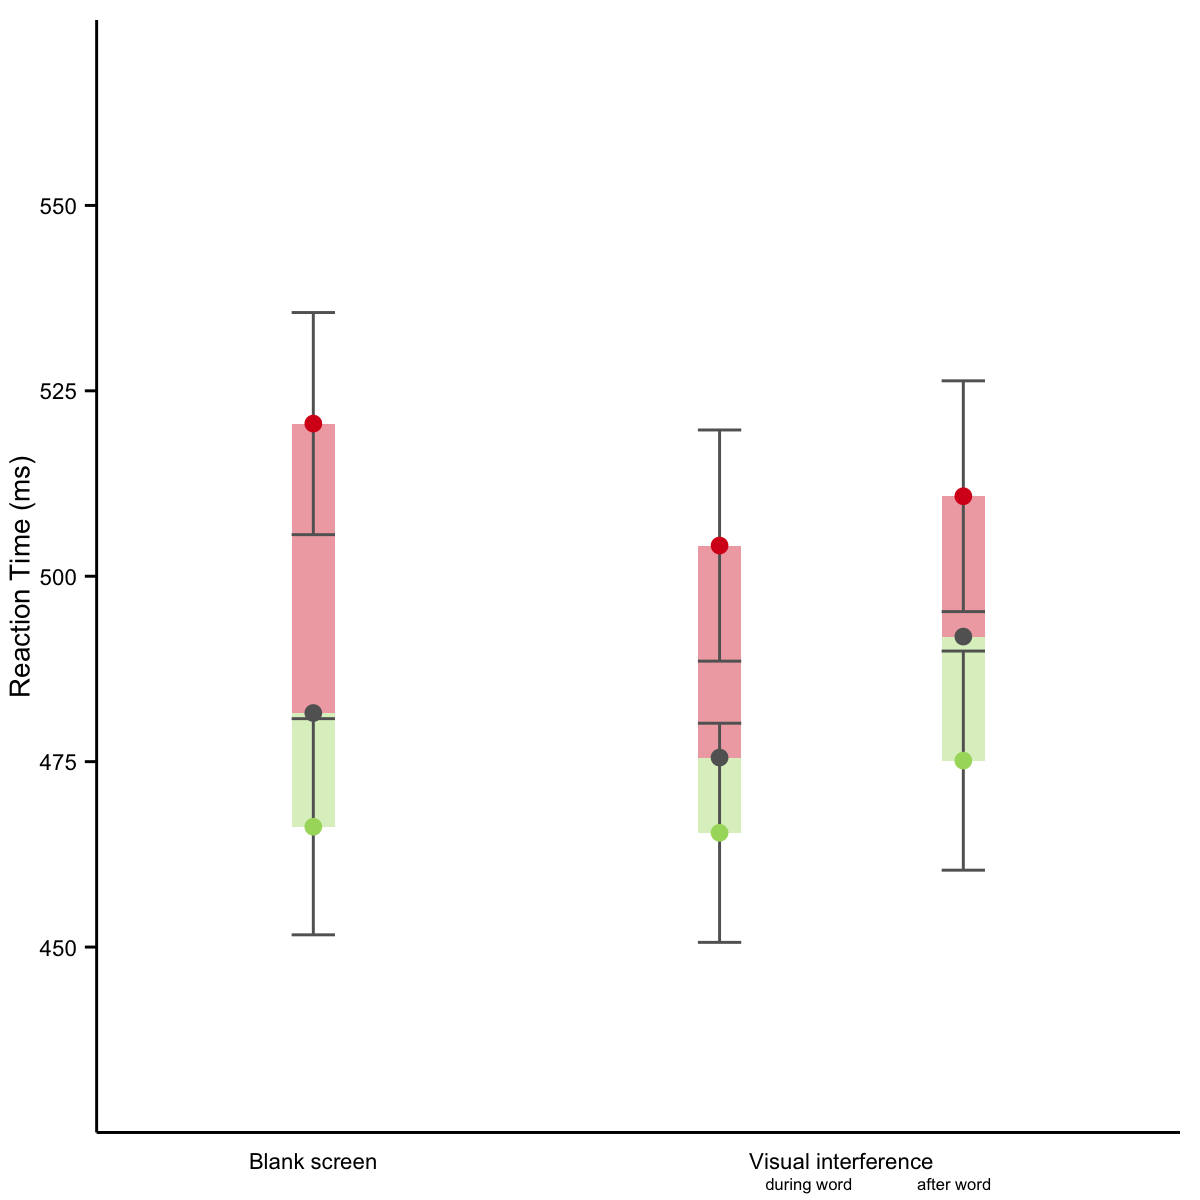 Reaction Time (ms)
550
525
500
475
450
Blank screen
Visual interference
during word
after word